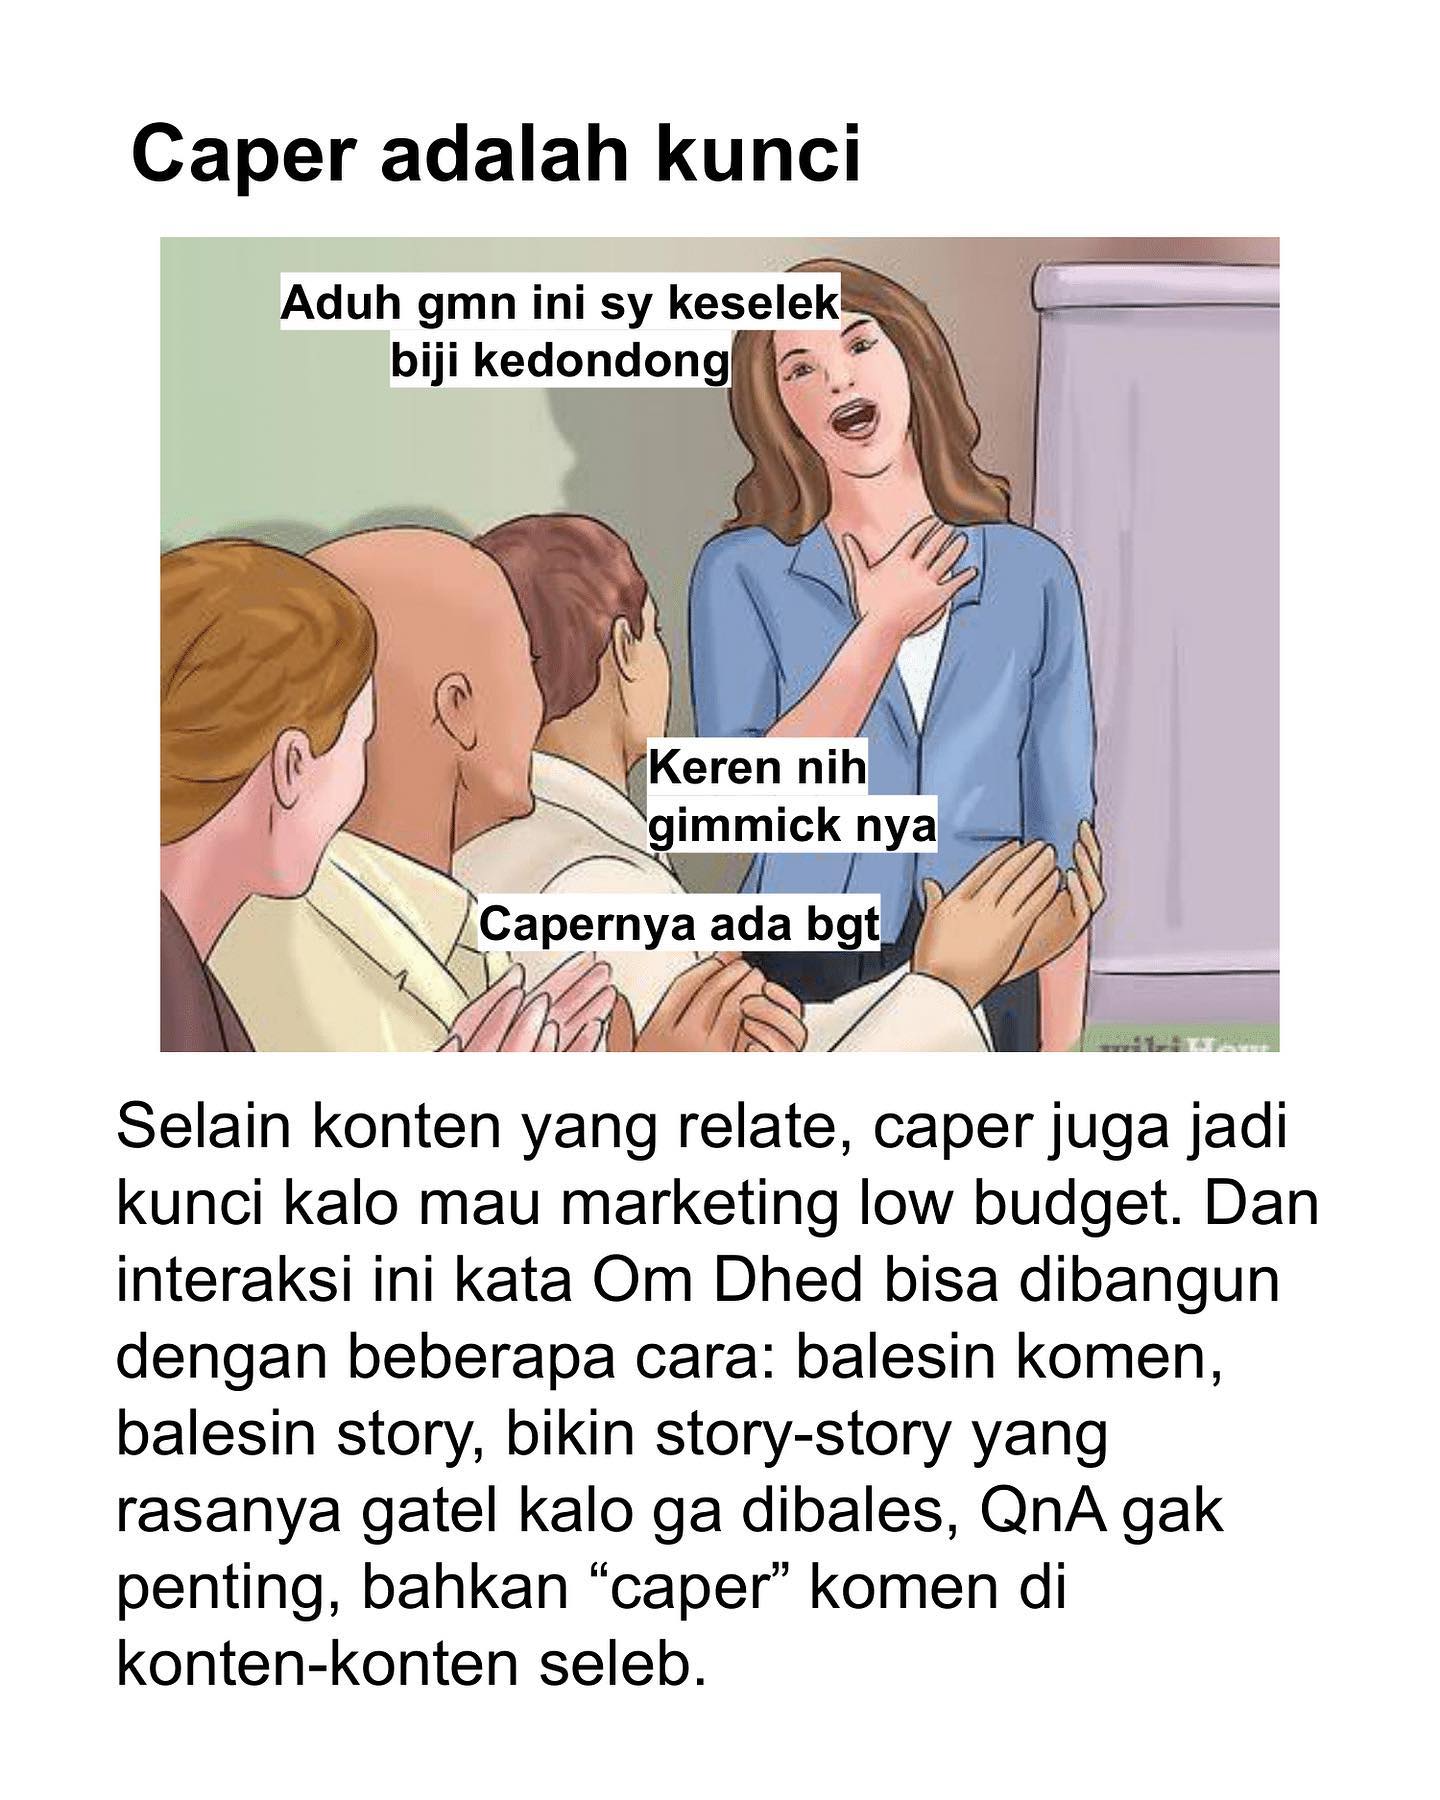 Caper adalah kunci
Aduh gmn ini sy keselek
biji kedondong
Keren nih
gimmick nya
Capernya ada bgt
wikiHow
Selain konten yang relate, caper juga jadi
kunci kalo mau marketing low budget. Dan
interaksi ini kata Om Dhed bisa dibangun
dengan beberapa cara: balesin komen,
balesin story, bikin story-story yang
rasanya gatel kalo ga dibales, QnA gak
penting, bahkan “caper” komen di
konten-konten seleb.